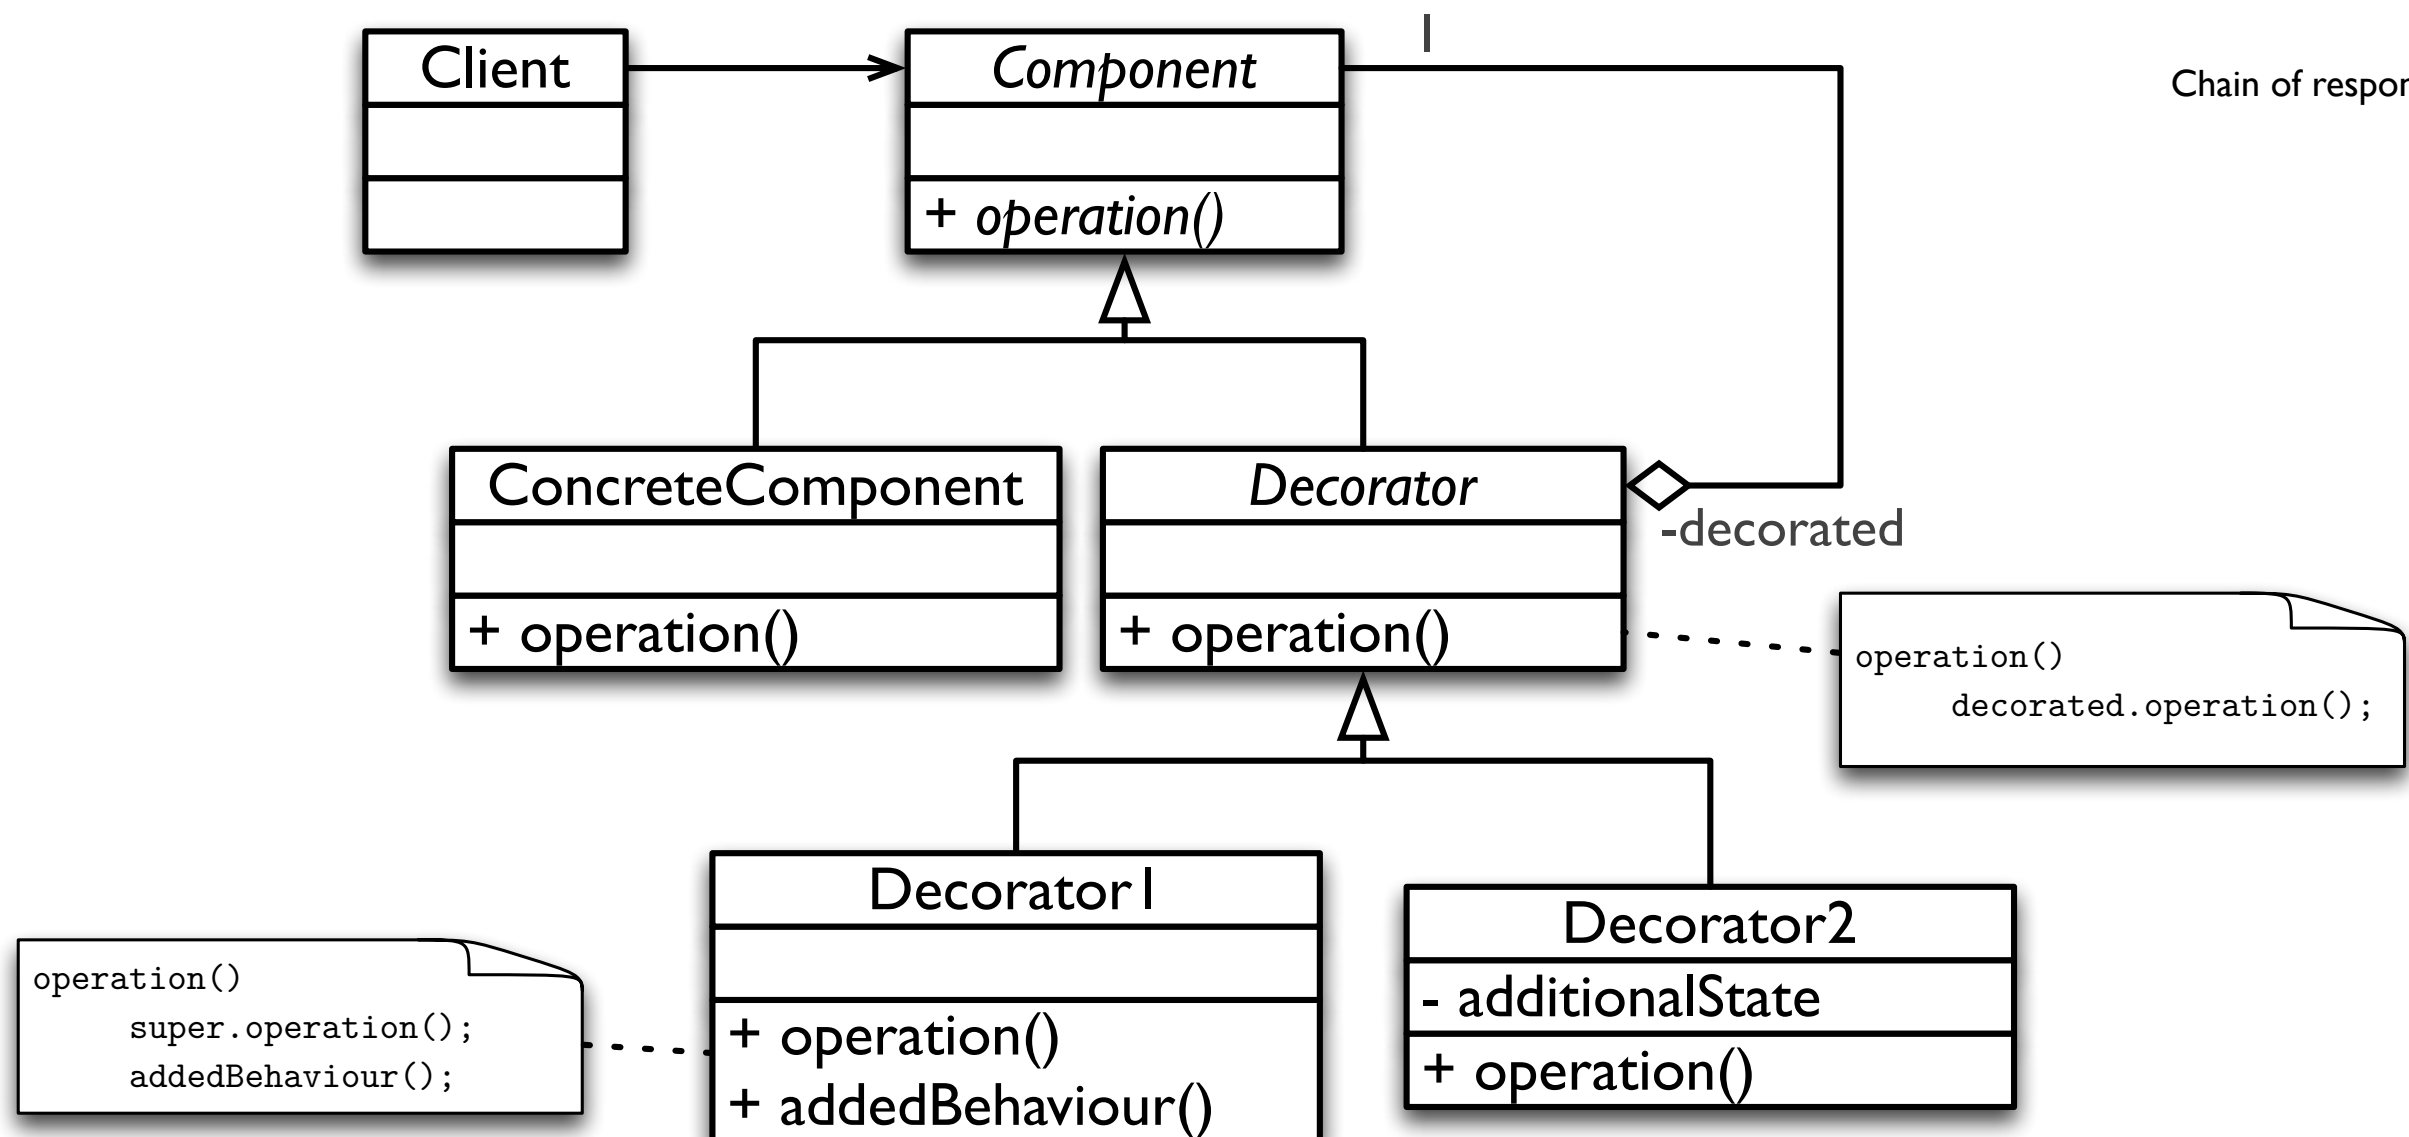 Client
Component
1
Chain of
+ operation()
ConcreteComponent
Decorator
-decorated
+ operation()
+ operation()
operation()
decorated.operation();
Decorator1
Decorator2
- additionalState
operation()
super.operation();
addedBehaviour();
+ operation()
+ addedBehaviour()
+ operation()